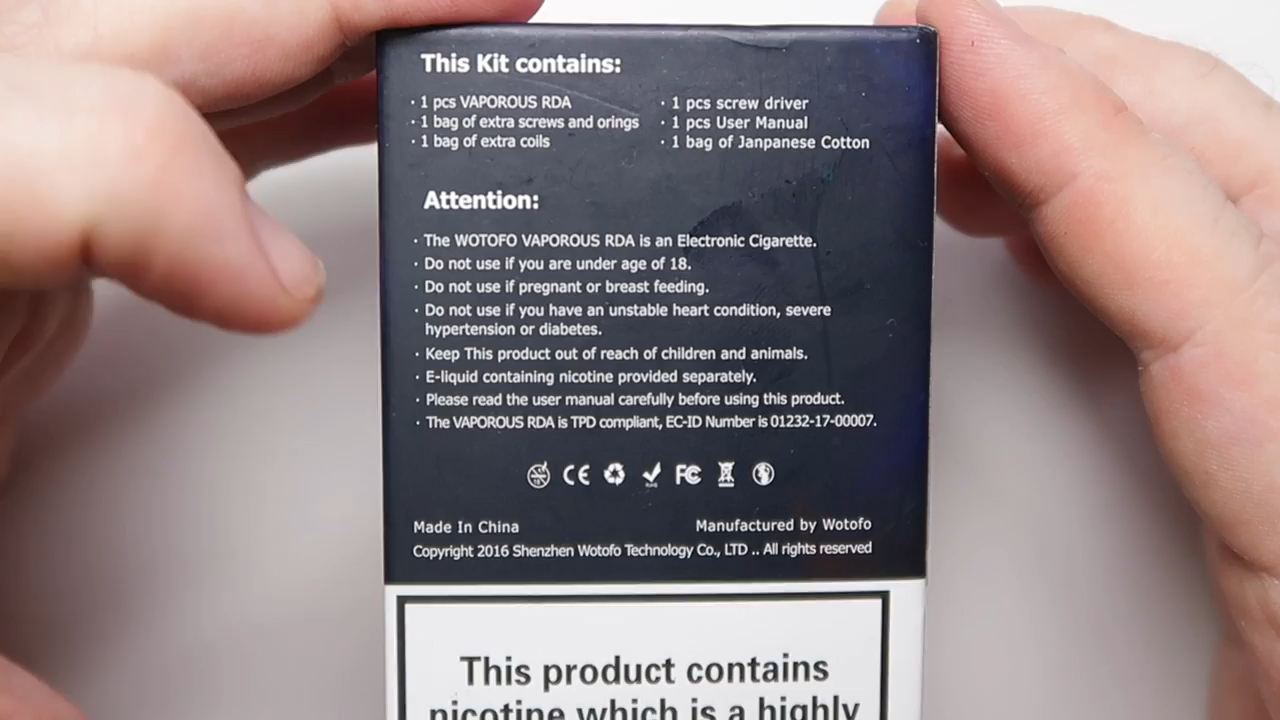 This Kit contains:
· 1 pcs VAPOROUS RDA
· 1 bag of extra screws and orings
· 1 bag of extra coils
· 1 pcs screw driver
· 1 pcs User Manual
· 1 bag of Janpanese Cotton
Attention:
· The WOTOFO VAPOROUS RDA is an Electronic Cigarette.
· Do not use if you are under age of 18.
· Do not use if pregnant or breast feeding.
· Do not use if you have an unstable heart condition, severe
hypertension or diabetes.
· Keep This product out of reach of children and animals.
· E-liquid containing nicotine provided separately.
· Please read the user manual carefully before using this product.
· The VAPOROUS RDA is TPD compliant, EC-ID Number is 01232-17-00007.
CE FC
Made In China
Manufactured by Wotofo
Copyright 2016 Shenzhen Wotofo Technology Co., LTD .. All rights reserved
This product contains
nicotine which is a highly